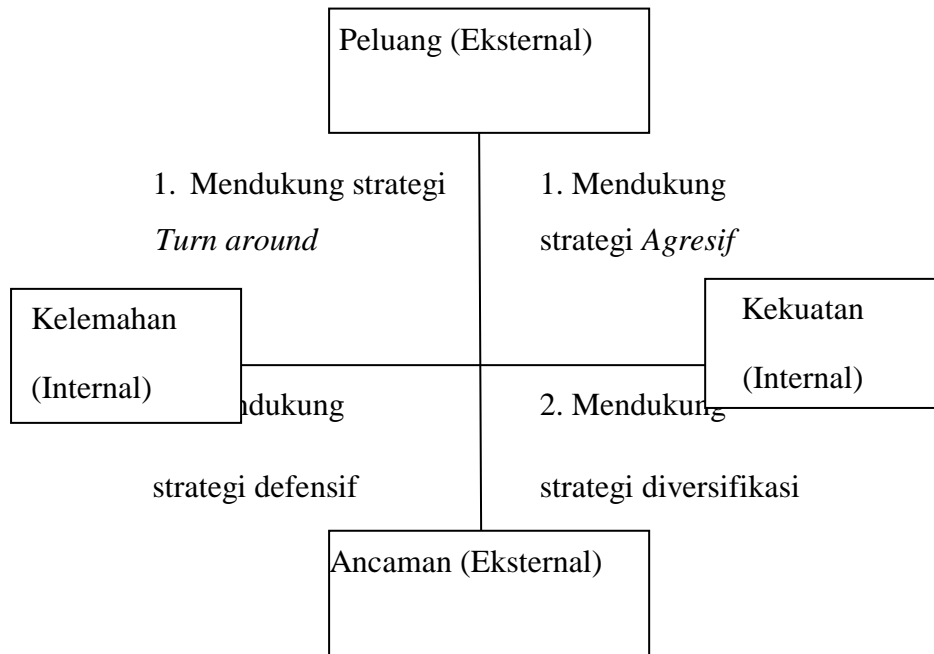 Peluang (Eksternal)
1. Mendukung strategi
Turn around
1. Mendukung
strategi Agresif
Kelemahan
(Internal)
Kekuatan
(Internal)
ndukung
strategi defensif
2. Mendukung
strategi diversifikasi
Ancaman (Eksternal)